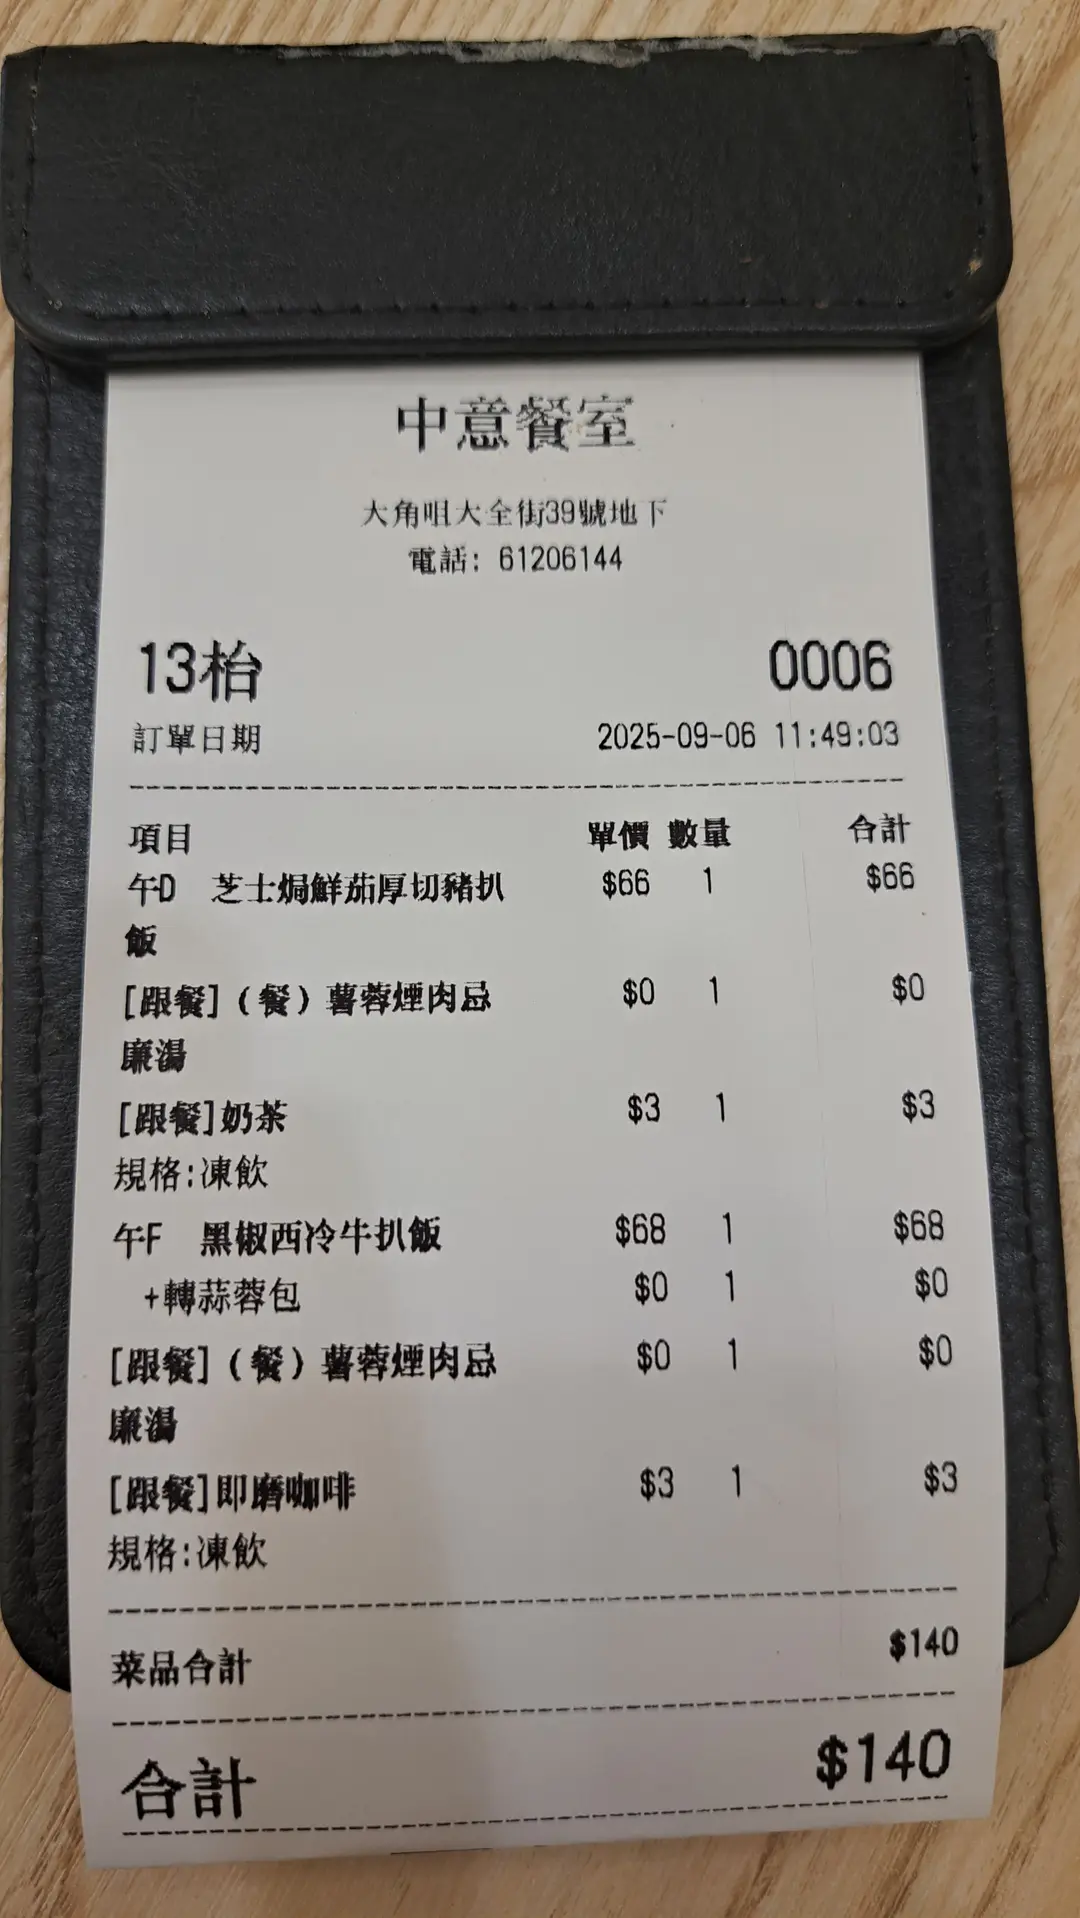 中意餐室
大角咀大全街39號地下
電話: 61206144
13枱 0006
訂單日期 2025-09-06 11:49:03
項目 單價 數量 合計
午D 芝士焗鮮茄厚切豬扒 $66 1 $66
飯
[跟餐](餐)薯蓉煙肉忌 $0 1 $0
廉湯
[跟餐]奶茶 $3 1 $3
規格:凍飲
午F 黑椒西冷牛扒飯 $68 1 $68
+轉蒜蓉包 $0 1 $0
[跟餐](餐)薯蓉煙肉忌 $0 1 $0
廉湯
[跟餐]即磨咖啡 $3 1 $3
規格:凍飲
菜品合計 $140
合計 $140